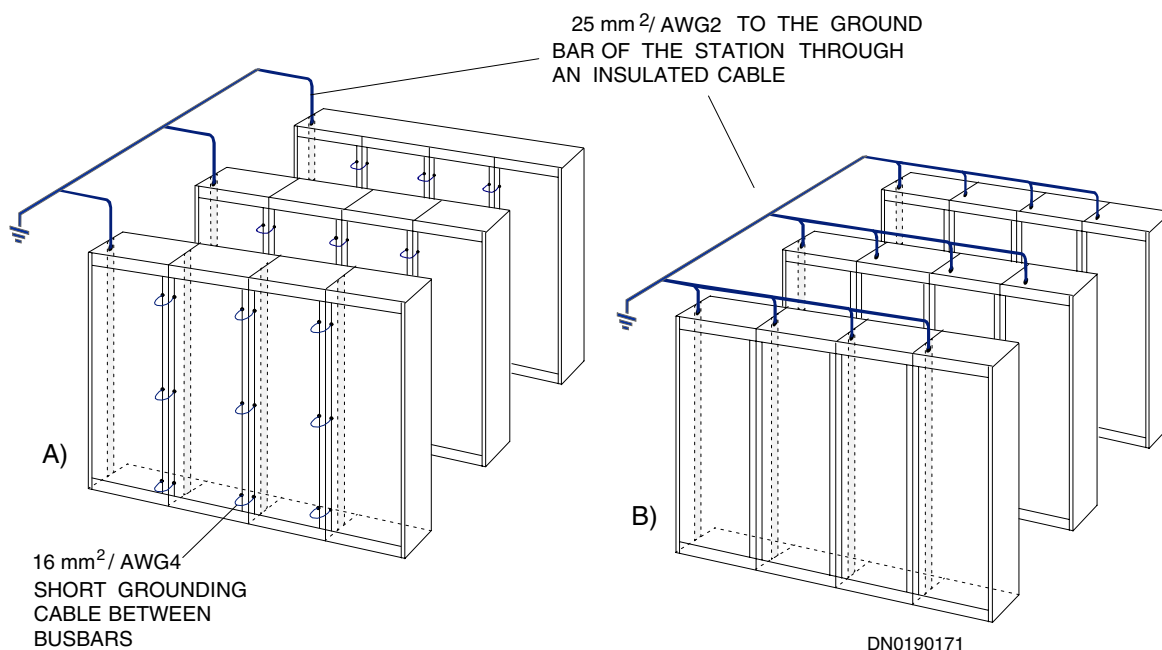 25 mm²/ AWG2 TO THE GROUND
BAR OF THE STATION THROUGH
AN INSULATED CABLE
A)
B)
16 mm²/ AWG4
SHORT GROUNDING
CABLE BETWEEN
BUSBARS
DN0190171